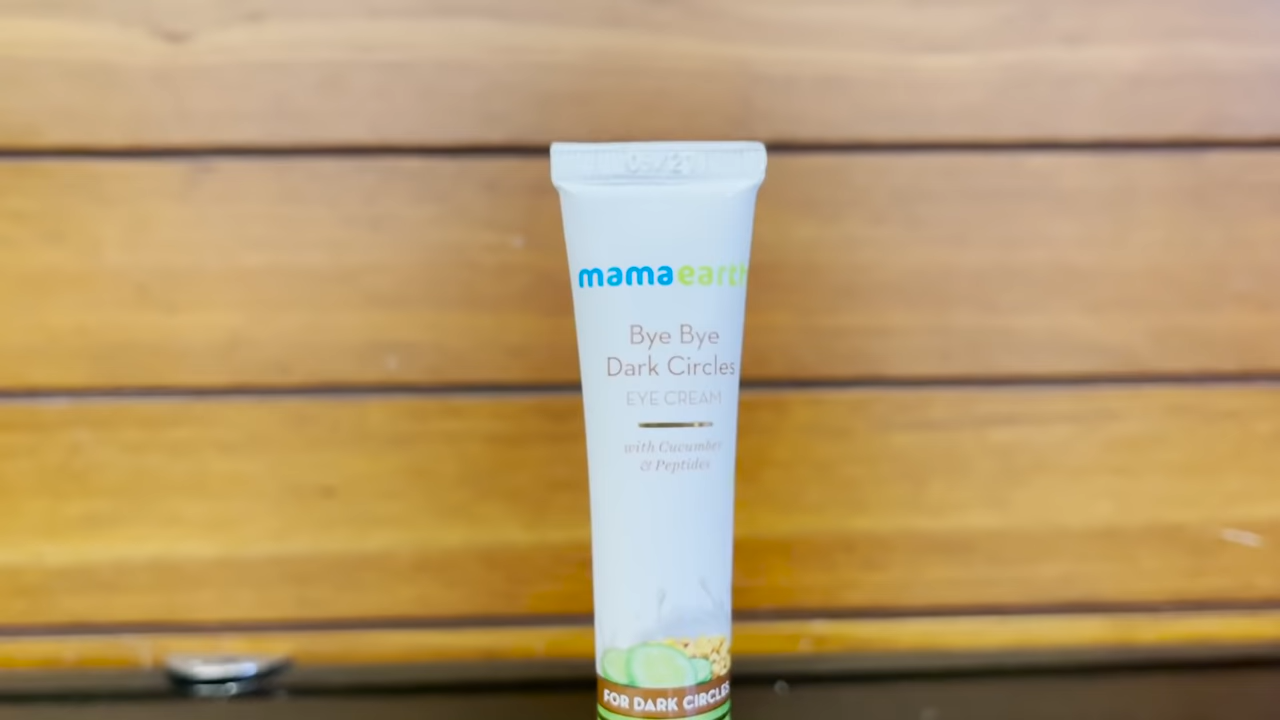 mamaearth
Bye Bye
Dark Circles
EYE CREAM
with Cucumber
& Peptides
FOR DARK CIRCLES